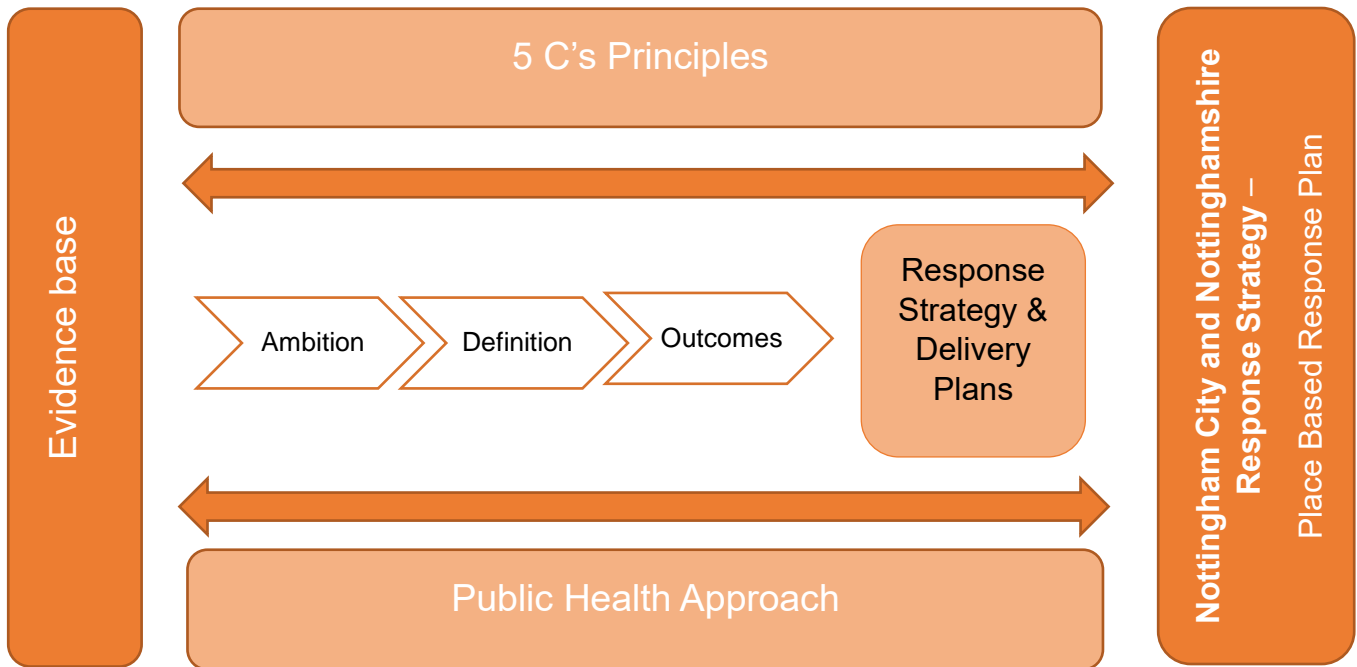 Evidence base
5 C’s Principles
Ambition
Definition
Outcomes
Response
Strategy &
Delivery
Plans
Public Health Approach
Nottingham City and Nottinghamshire
Response Strategy –
Place Based Response Plan